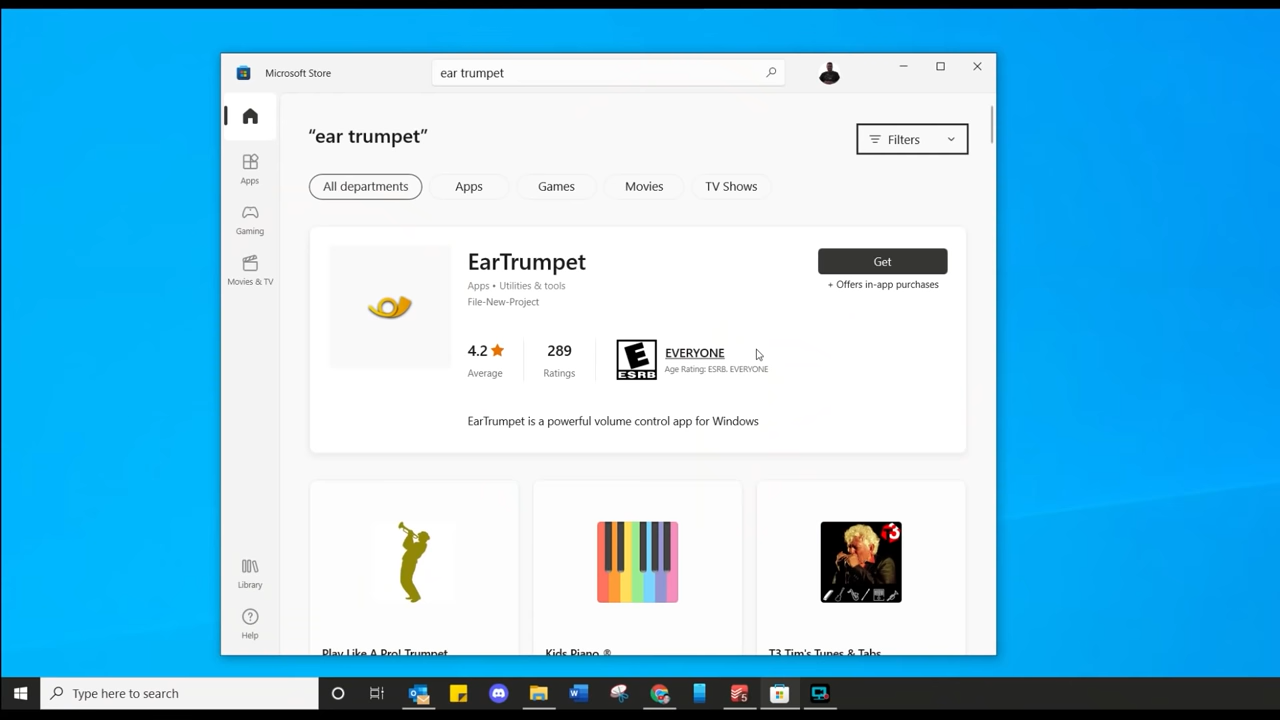 Microsoft Store
ear trumpet
"ear trumpet"
Filters
All departments
Apps
Games
Movies
TV Shows
Apps
Gaming
Movies & TV
Library
Help
EarTrumpet
Get
Apps • Utilities & tools
+ Offers in-app purchases
File-New-Project
4.2
289
E
ESRB
EVERYONE
Average
Ratings
Age Rating: ESRB. EVERYONE
EarTrumpet is a powerful volume control app for Windows
T3
Play Like A Pro! Trumpet
Kids Piano ®
T3 Tim's Tunes & Tabs
Type here to search
W
5